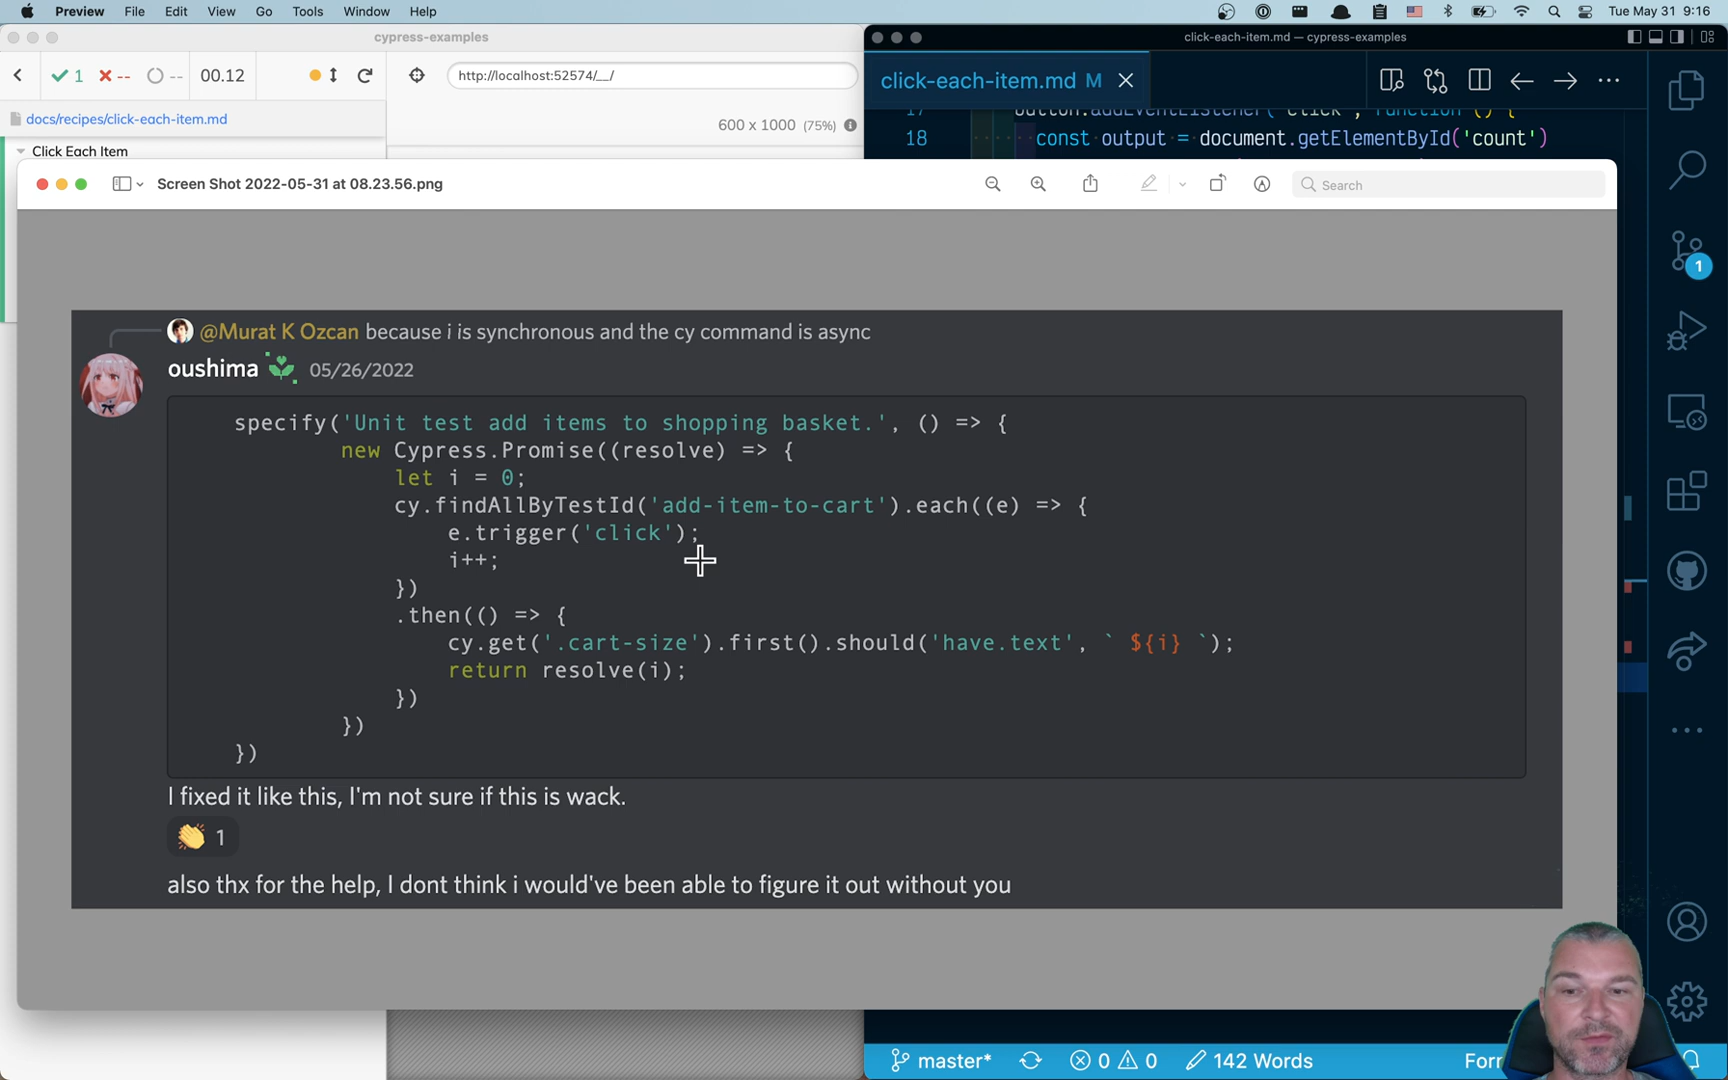 Preview File Edit View Go Tools Window Help
Tue May 31 9:16
cypress-examples
click-each-item.md — cypress-examples
1 -- -- 00.12
http://localhost:52574/__/
click-each-item.md M
docs/recipes/click-each-item.md
600 x 1000 (75%)
Click Each Item
17 button.addEventListener('click', function () {
18 const output = document.getElementById('count')
Screen Shot 2022-05-31 at 08.23.56.png
Search
1
@Murat K Ozcan because i is synchronous and the cy command is async
oushima 05/26/2022
specify('Unit test add items to shopping basket.', () => {
new Cypress.Promise((resolve) => {
let i = 0;
cy.findAllByTestId('add-item-to-cart').each((e) => {
e.trigger('click');
i++;
})
.then(() => {
cy.get('.cart-size').first().should('have.text', ` ${i} `);
return resolve(i);
})
})
})
I fixed it like this, I'm not sure if this is wack.
1
also thx for the help, I dont think i would've been able to figure it out without you
master* 0 0 142 Words